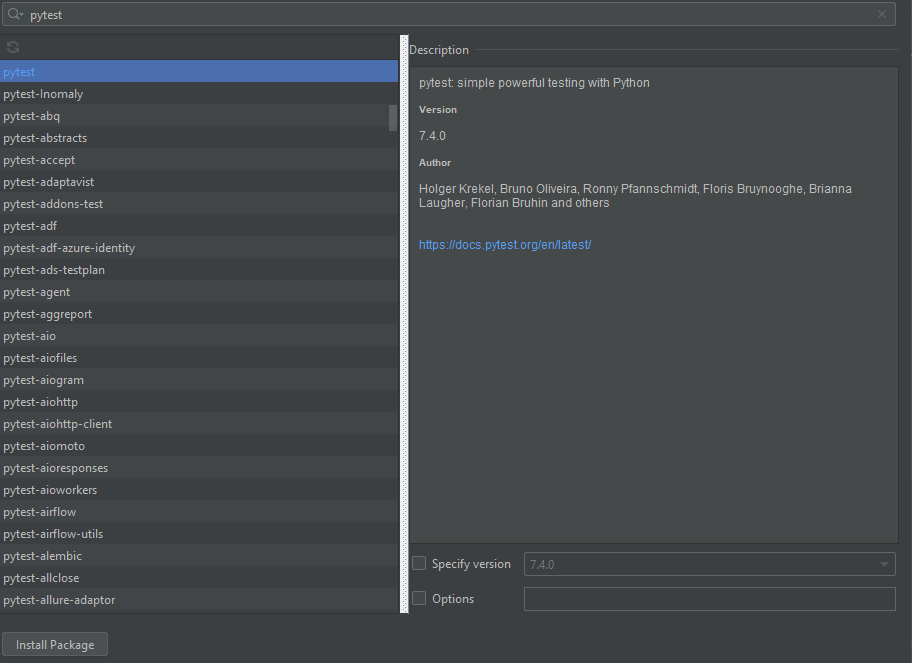 pytest
pytest
pytest-Inomaly
pytest-abq
pytest-abstracts
pytest-accept
pytest-adaptavist
pytest-addons-test
pytest-adf
pytest-adf-azure-identity
pytest-ads-testplan
pytest-agent
pytest-aggreport
pytest-aio
pytest-aiofiles
pytest-aiogram
pytest-aiohttp
pytest-aiohttp-client
pytest-aiomoto
pytest-aioresponses
pytest-aioworkers
pytest-airflow
pytest-airflow-utils
pytest-alembic
pytest-allclose
pytest-allure-adaptor
Description
pytest: simple powerful testing with Python
Version
7.4.0
Author
Holger Krekel, Bruno Oliveira, Ronny Pfannschmidt, Floris Bruynooghe, Brianna
Laugher, Florian Bruhin and others
https://docs.pytest.org/en/latest/
Specify version 7.4.0
Options
Install Package